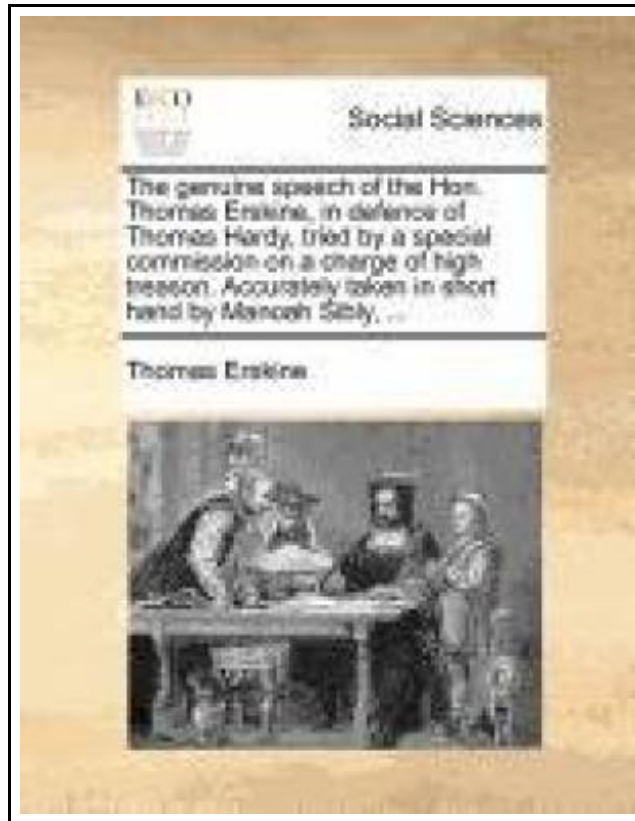 ECCO
Social Sciences
The genuine speech of the Hon.
Thomas Erskine, in defence of
Thomas Hardy, tried by a special
commission on a charge of high
treason. Accurately taken in short
hand by Manoah Sibly, ...
Thomas Erskine